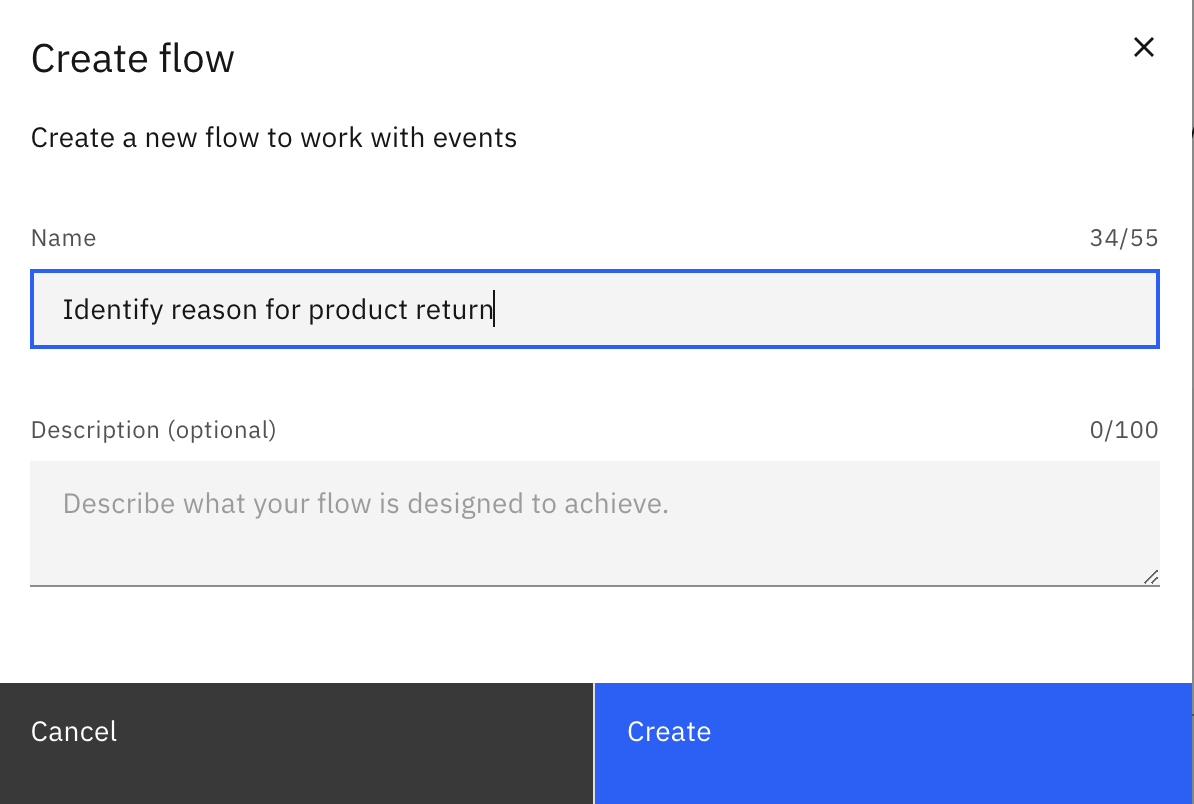 Create flow
Create a new flow to work with events
Name 34/55
Identify reason for product return
Description (optional) 0/100
Describe what your flow is designed to achieve.
Cancel Create